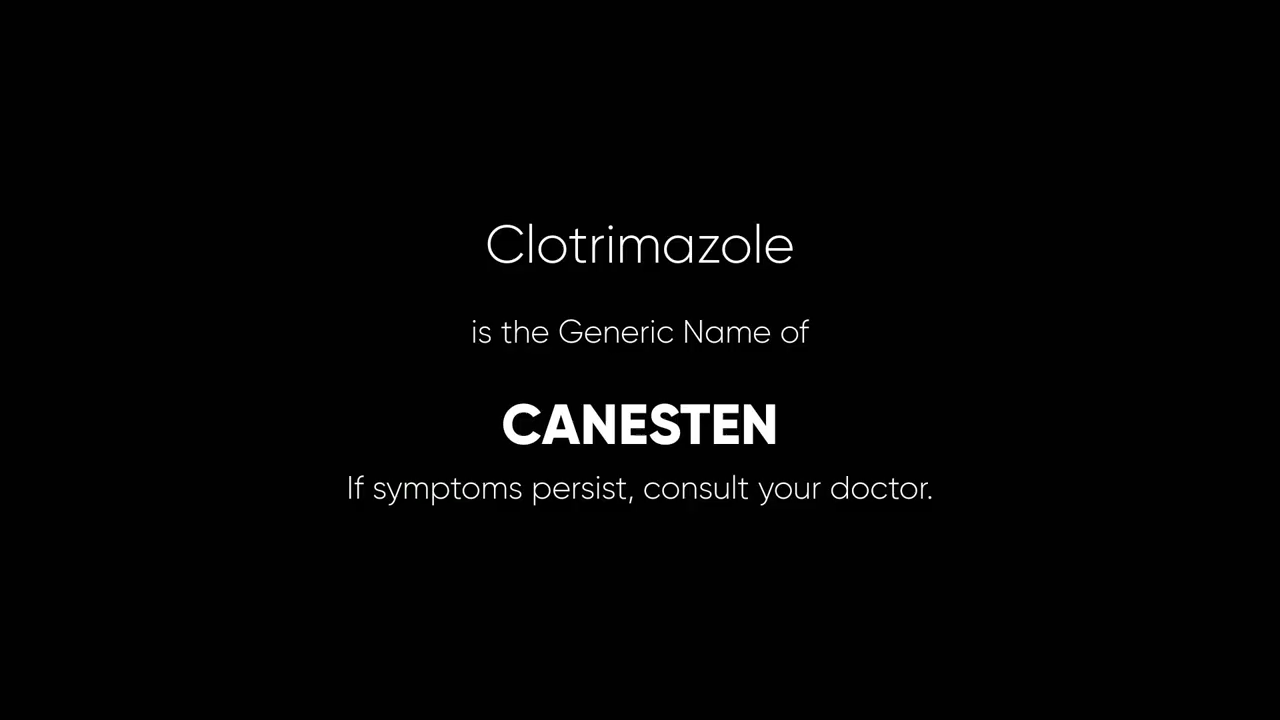 Clotrimazole
is the Generic Name of
CANESTEN
If symptoms persist, consult your doctor.